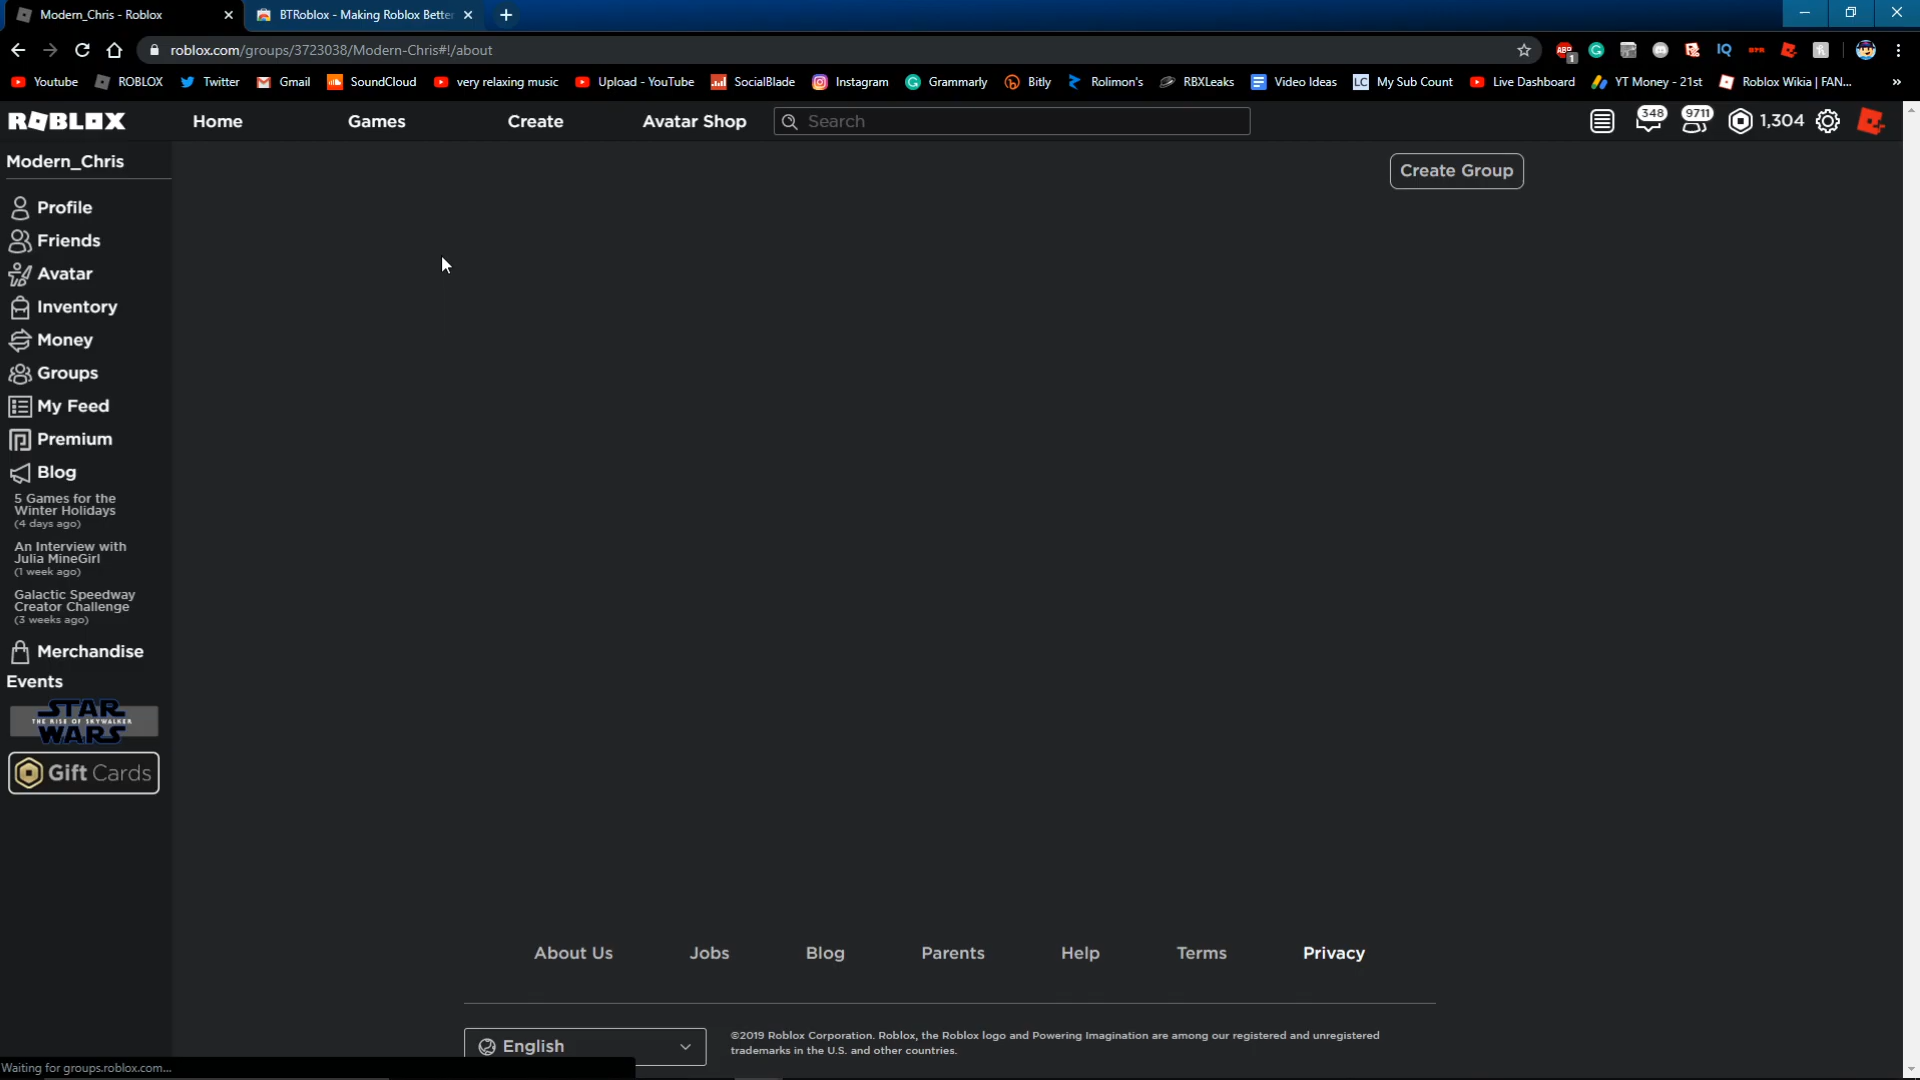 Modern_Chris - Roblox
BTRoblox - Making Roblox Better
roblox.com/groups/3723038/Modern-Chris#!/about
ABP
1
IQ
BTR
Youtube
ROBLOX
Twitter
Gmail
SoundCloud
very relaxing music
Upload - YouTube
SocialBlade
Instagram
Grammarly
Bitly
Rolimon's
RBXLeaks
Video Ideas
LC
My Sub Count
Live Dashboard
YT Money - 21st
Roblox Wikia | FAN...
»
ROBLOX
Home
Games
Create
Avatar Shop
Search
348
9711
1,304
Modern_Chris
Create Group
Profile
Friends
Avatar
Inventory
Money
Groups
My Feed
Premium
Blog
5 Games for the
Winter Holidays
(4 days ago)
An Interview with
Julia MineGirl
(1 week ago)
Galactic Speedway
Creator Challenge
(3 weeks ago)
Merchandise
Events
STAR
THE RISE OF SKYWALKER
WARS
Gift Cards
About Us
Jobs
Blog
Parents
Help
Terms
Privacy
English
©2019 Roblox Corporation. Roblox, the Roblox logo and Powering Imagination are among our registered and unregistered
trademarks in the U.S. and other countries.
Waiting for groups.roblox.com...